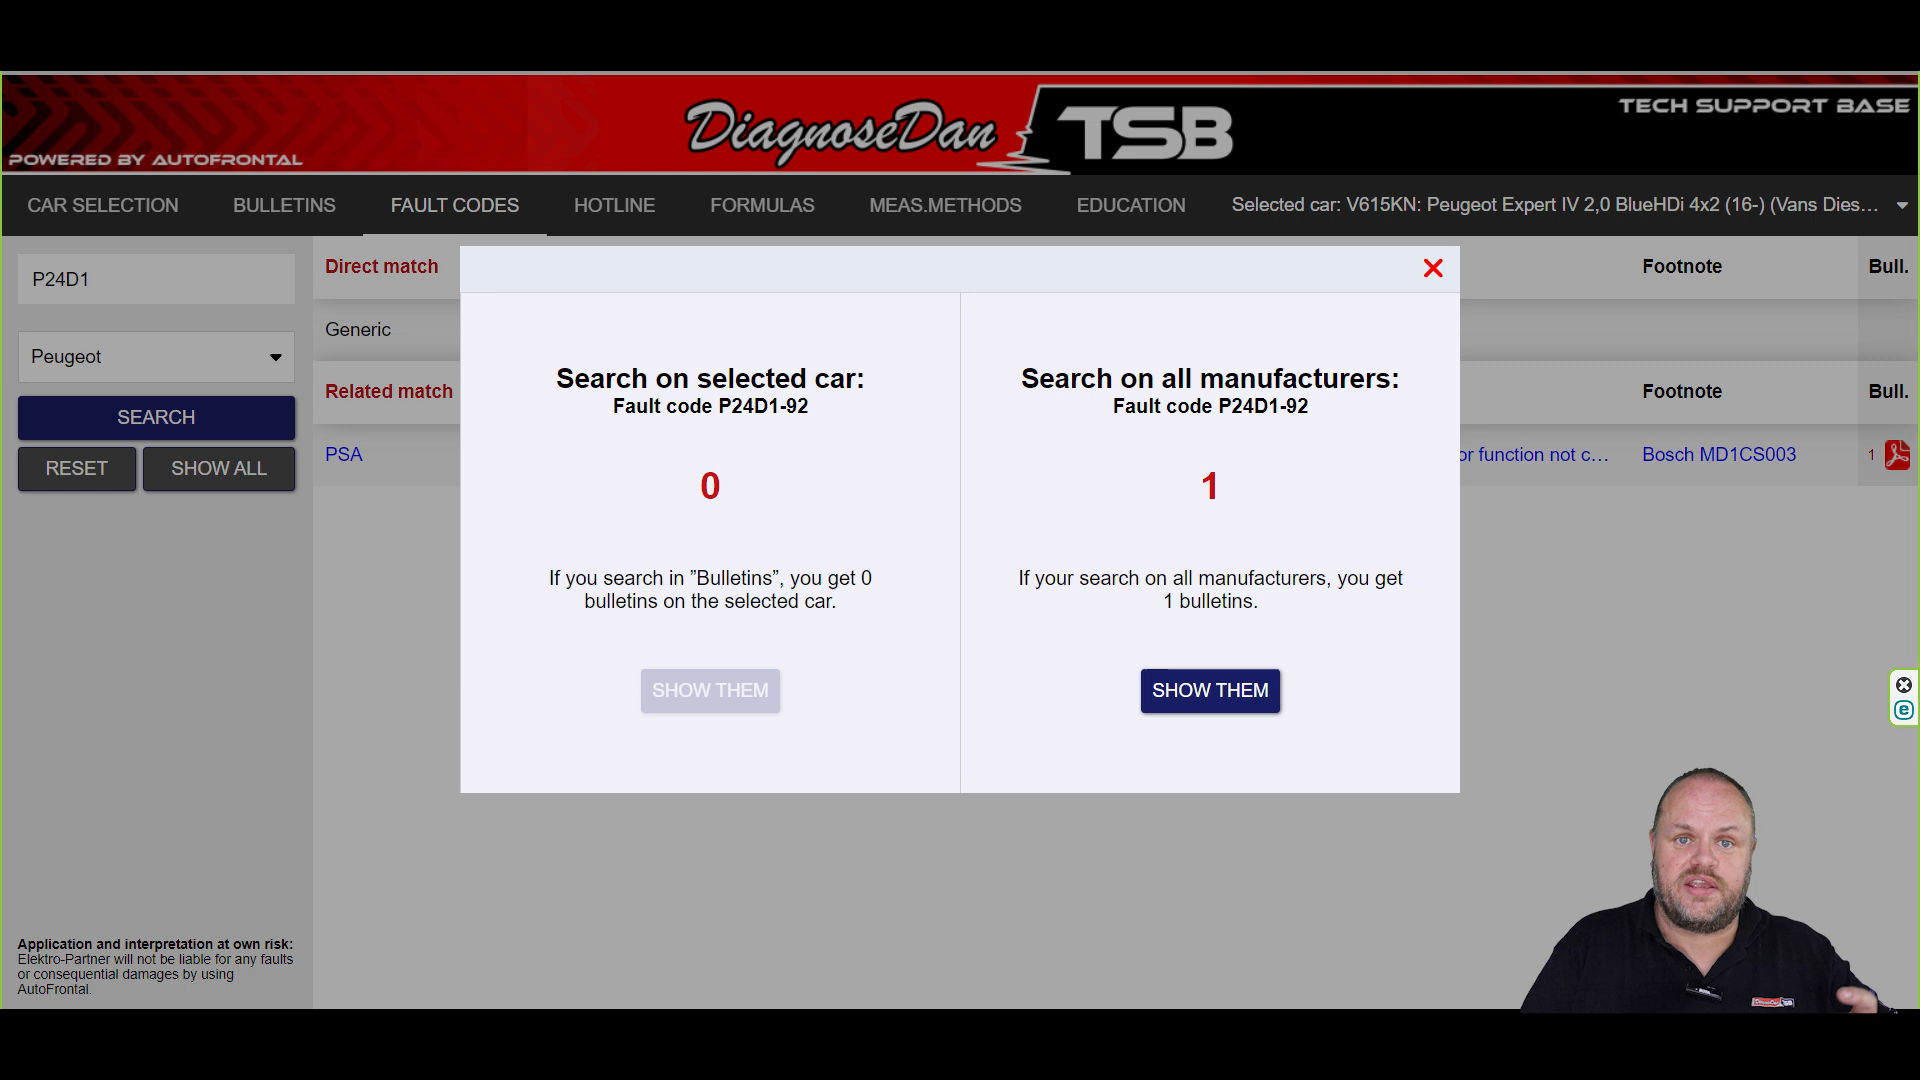 POWERED BY AUTOFRONTAL
DiagnoseDan TSB
TECH SUPPORT BASE
CAR SELECTION
BULLETINS
FAULT CODES
HOTLINE
FORMULAS
MEAS.METHODS
EDUCATION
Selected car: V615KN: Peugeot Expert IV 2,0 BlueHDi 4x2 (16-) (Vans Dies...
P24D1
Peugeot
SEARCH
RESET
SHOW ALL
Direct match
Footnote
Bull.
Generic
Related match
Footnote
Bull.
PSA
or function not c...
Bosch MD1CS003
1
Search on selected car:
Fault code P24D1-92
0
If you search in ”Bulletins”, you get 0
bulletins on the selected car.
SHOW THEM
Search on all manufacturers:
Fault code P24D1-92
1
If your search on all manufacturers, you get
1 bulletins.
SHOW THEM
Application and interpretation at own risk:
Elektro-Partner will not be liable for any faults
or consequential damages by using
AutoFrontal.